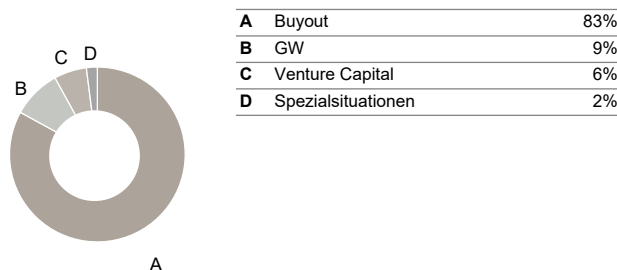 A Buyout 83%
B GW 9%
C Venture Capital 6%
D Spezialsituationen 2%
D
C
B
A